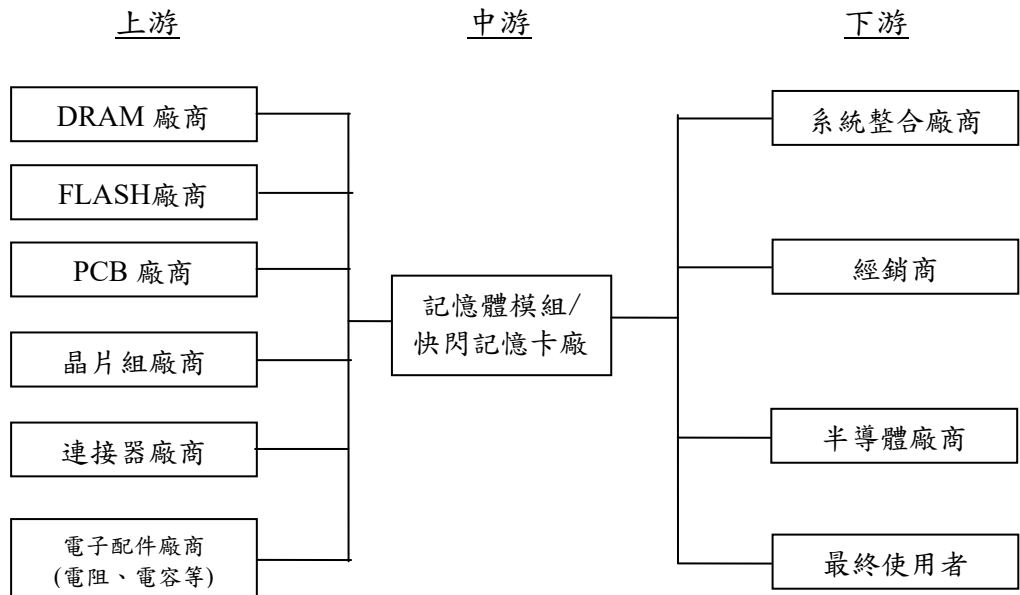 上游
中游
下游
DRAM 廠商
FLASH廠商
PCB 廠商
晶片組廠商
連接器廠商
電子配件廠商
(電阻、電容等)
記憶體模組/
快閃記憶卡廠
系統整合廠商
經銷商
半導體廠商
最終使用者